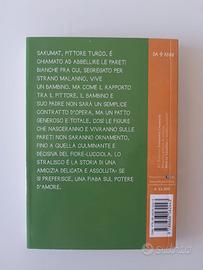 SAKUMAT, PITTORE TURCO, È
CHIAMATO AD ABBELLIRE LE PARETI
BIANCHE FRA CUI, SEGREGATO PER
STRANO MALANNO, VIVE
UN BAMBINO. MA COME IL RAPPORTO
TRA IL PITTORE, IL BAMBINO E
SUO PADRE NON SARÀ UN SEMPLICE
CONTRATTO D'OPERA, MA UN PATTO
GENEROSO E TOTALE, COSÌ LE FIGURE
CHE NASCERANNO E VIVRANNO SULLE
PARETI NON SARANNO ORNAMENTO,
FINO A QUELLA CULMINANTE E
DECISIVA DEL FIORE-LUCCIOLA, LO
STRALISCO. È LA STORIA DI UNA
AMICIZIA DELICATA E ASSOLUTA: SE
SI PREFERISCE, UNA FIABA SUL POTERE
D'AMORE.
DA 9 ANNI
subito